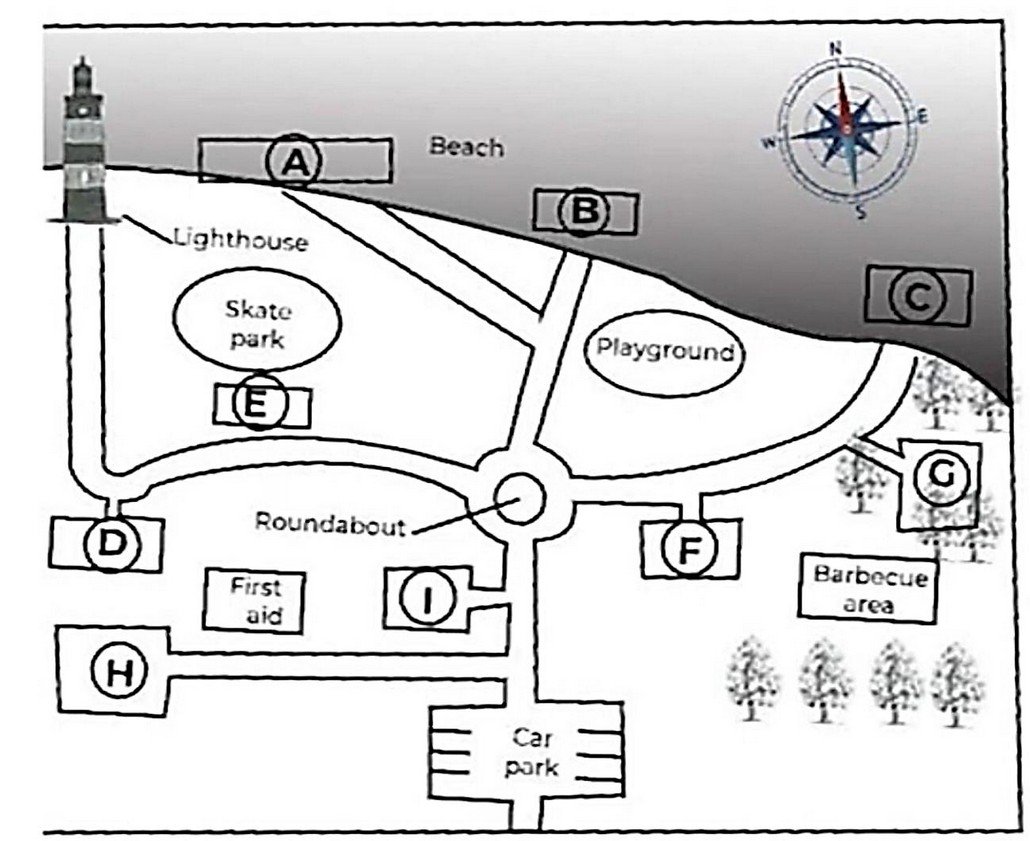 N
W
E
S
A
Beach
B
Lighthouse
C
Skate
park
Playground
E
G
Roundabout
D
F
First
aid
I
Barbecue
area
H
Car
park